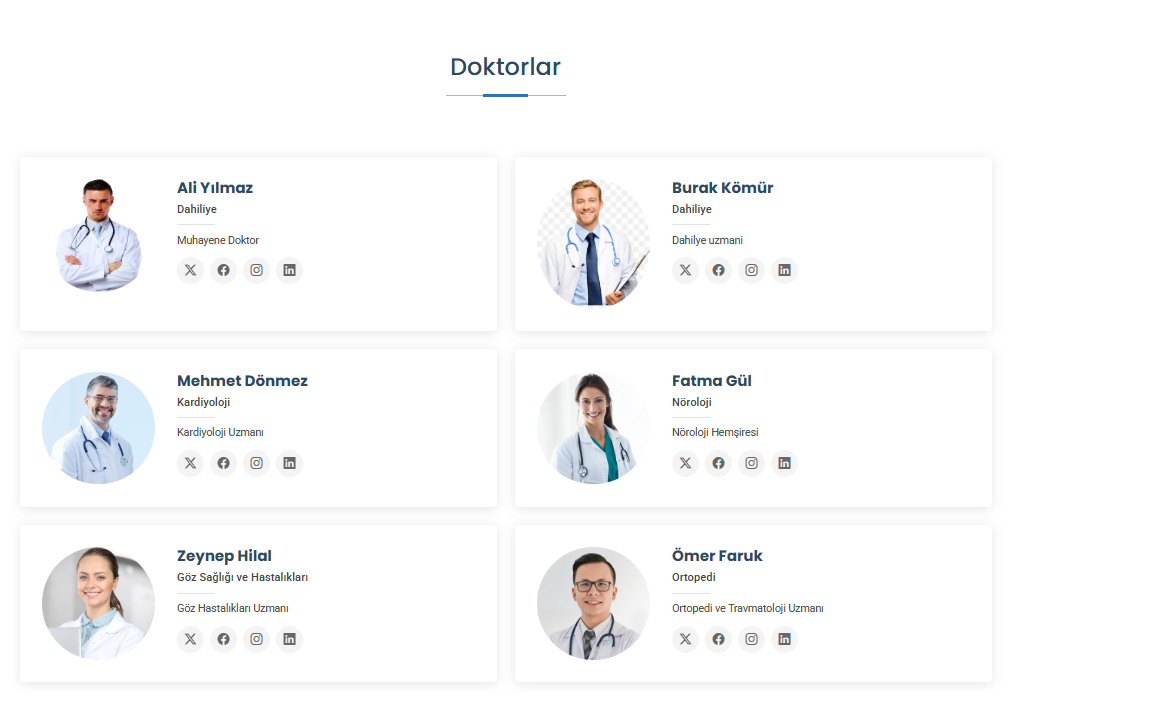 Doktorlar
Ali Yılmaz
Dahiliye
Muhayene Doktor
Burak Kömür
Dahiliye
Dahilye uzmani
Mehmet Dönmez
Kardiyoloji
Kardiyoloji Uzmanı
Fatma Gül
Nöroloji
Nöroloji Hemşiresi
Zeynep Hilal
Göz Sağlığı ve Hastalıkları
Göz Hastalıkları Uzmanı
Ömer Faruk
Ortopedi
Ortopedi ve Travmatoloji Uzmanı